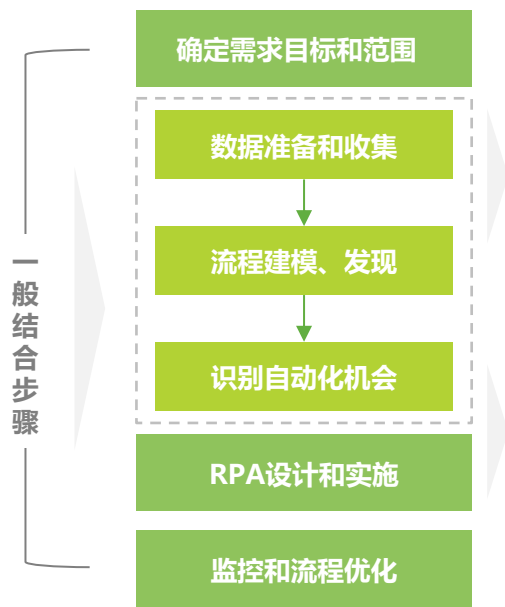 确定需求目标和范围
数据准备和收集
流程建模、发现
识别自动化机会
RPA设计和实施
监控和流程优化
一般结合步骤